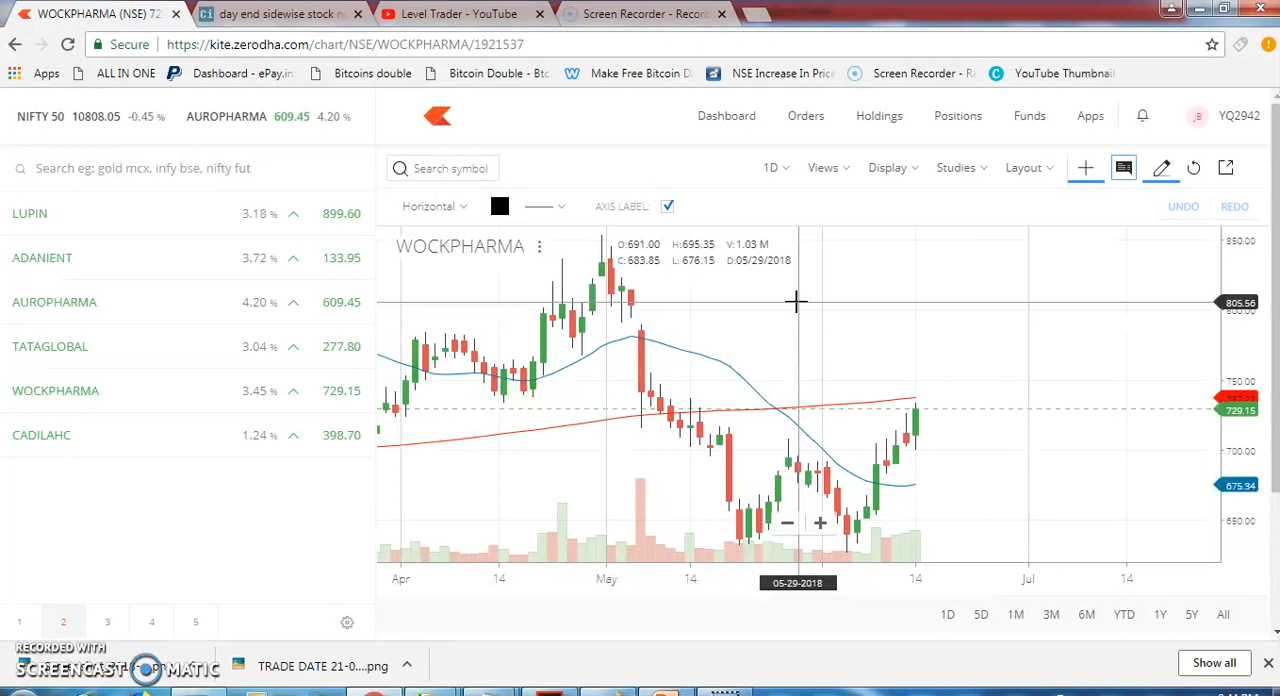 WOCKPHARMA (NSE) 72
day end sidewise stock n
Level Trader - YouTube
Screen Recorder - Record
Secure
https://kite.zerodha.com/chart/NSE/WOCKPHARMA/1921537
Apps
ALL IN ONE
Dashboard - ePay.in
Bitcoins double
Bitcoin Double - Btc
Make Free Bitcoin D
NSE Increase In Price
Screen Recorder - Re
YouTube Thumbnail
NIFTY 50 10808.05 -0.45 % AUROPHARMA 609.45 4.20 %
Dashboard Orders Holdings Positions Funds Apps JB YQ2942
Search eg: gold mcx, infy bse, nifty fut
Search symbol 1D Views Display Studies Layout
Horizontal AXIS LABEL: UNDO REDO
LUPIN 3.18 % 899.60
ADANIENT 3.72 % 133.95
AUROPHARMA 4.20 % 609.45
TATAGLOBAL 3.04 % 277.80
WOCKPHARMA 3.45 % 729.15
CADILAHC 1.24 % 398.70
WOCKPHARMA
O:691.00 H:695.35 V:1.03 M
C:683.85 L:676.15 D:05/29/2018
850.00
805.56
800.00
750.00
729.15
700.00
675.34
650.00
Apr 14 May 14 05-29-2018 14 Jul 14
1D 5D 1M 3M 6M YTD 1Y 5Y All
1 2 3 4 5
RECORDED WITH
SCREENCAST MATIC
TRADE DATE 21-0....png
Show all